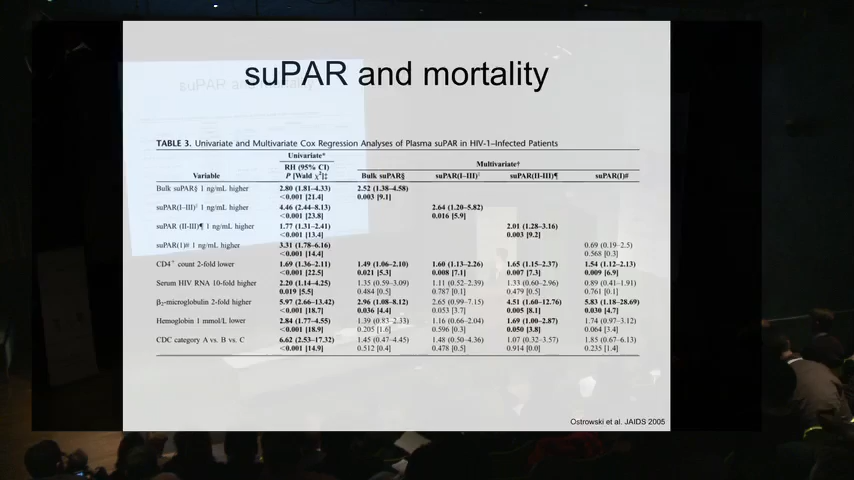 suPAR and mortality
TABLE 3. Univariate and Multivariate Cox Regression Analyses of Plasma suPAR in HIV-1–Infected Patients
Univariate*
RH (95% CI) Multivariate†
Variable P [Wald χ²]‡ Bulk suPAR§ suPAR(I–III)| suPAR(II-III)¶ suPAR(I)#
Bulk suPAR§ 1 ng/mL higher 2.80 (1.81–4.33) 2.52 (1.38–4.58)
<0.001 [21.4] 0.003 [9.1]
suPAR(I–III)| 1 ng/mL higher 4.46 (2.44–8.13) 2.64 (1.20–5.82)
<0.001 [23.8] 0.016 [5.9]
suPAR (II-III)¶ 1 ng/mL higher 1.77 (1.31–2.41) 2.01 (1.28–3.16)
<0.001 [13.4] 0.003 [9.2]
suPAR(I)# 1 ng/mL higher 3.31 (1.78–6.16) 0.69 (0.19–2.5)
<0.001 [14.4] 0.568 [0.3]
CD4⁺ count 2-fold lower 1.69 (1.36–2.11) 1.49 (1.06–2.10) 1.60 (1.13–2.26) 1.65 (1.15–2.37) 1.54 (1.12–2.13)
<0.001 [22.5] 0.021 [5.3] 0.008 [7.1] 0.007 [7.3] 0.009 [6.9]
Serum HIV RNA 10-fold higher 2.20 (1.14–4.25) 1.35 (0.59–3.09) 1.11 (0.52–2.39) 1.33 (0.60–2.96) 0.89 (0.41–1.91)
0.019 [5.5] 0.484 [0.5] 0.787 [0.1] 0.479 [0.5] 0.761 [0.1]
β₂-microglobulin 2-fold higher 5.97 (2.66–13.42) 2.96 (1.08–8.12) 2.65 (0.99–7.15) 4.51 (1.60–12.76) 5.83 (1.18–28.69)
<0.001 [18.7] 0.036 [4.4] 0.053 [3.7] 0.005 [8.1] 0.030 [4.7]
Hemoglobin 1 mmol/L lower 2.84 (1.77–4.55) 1.39 (0.83–2.33) 1.16 (0.66–2.04) 1.69 (1.00–2.87) 1.74 (0.97–3.12)
<0.001 [18.9] 0.205 [1.6] 0.596 [0.3] 0.050 [3.8] 0.064 [3.4]
CDC category A vs. B vs. C 6.62 (2.53–17.32) 1.45 (0.47–4.45) 1.48 (0.50–4.36) 1.07 (0.32–3.57) 1.85 (0.67–6.13)
<0.001 [14.9] 0.512 [0.4] 0.478 [0.5] 0.914 [0.0] 0.235 [1.4]
Ostrowski et al. JAIDS 2005